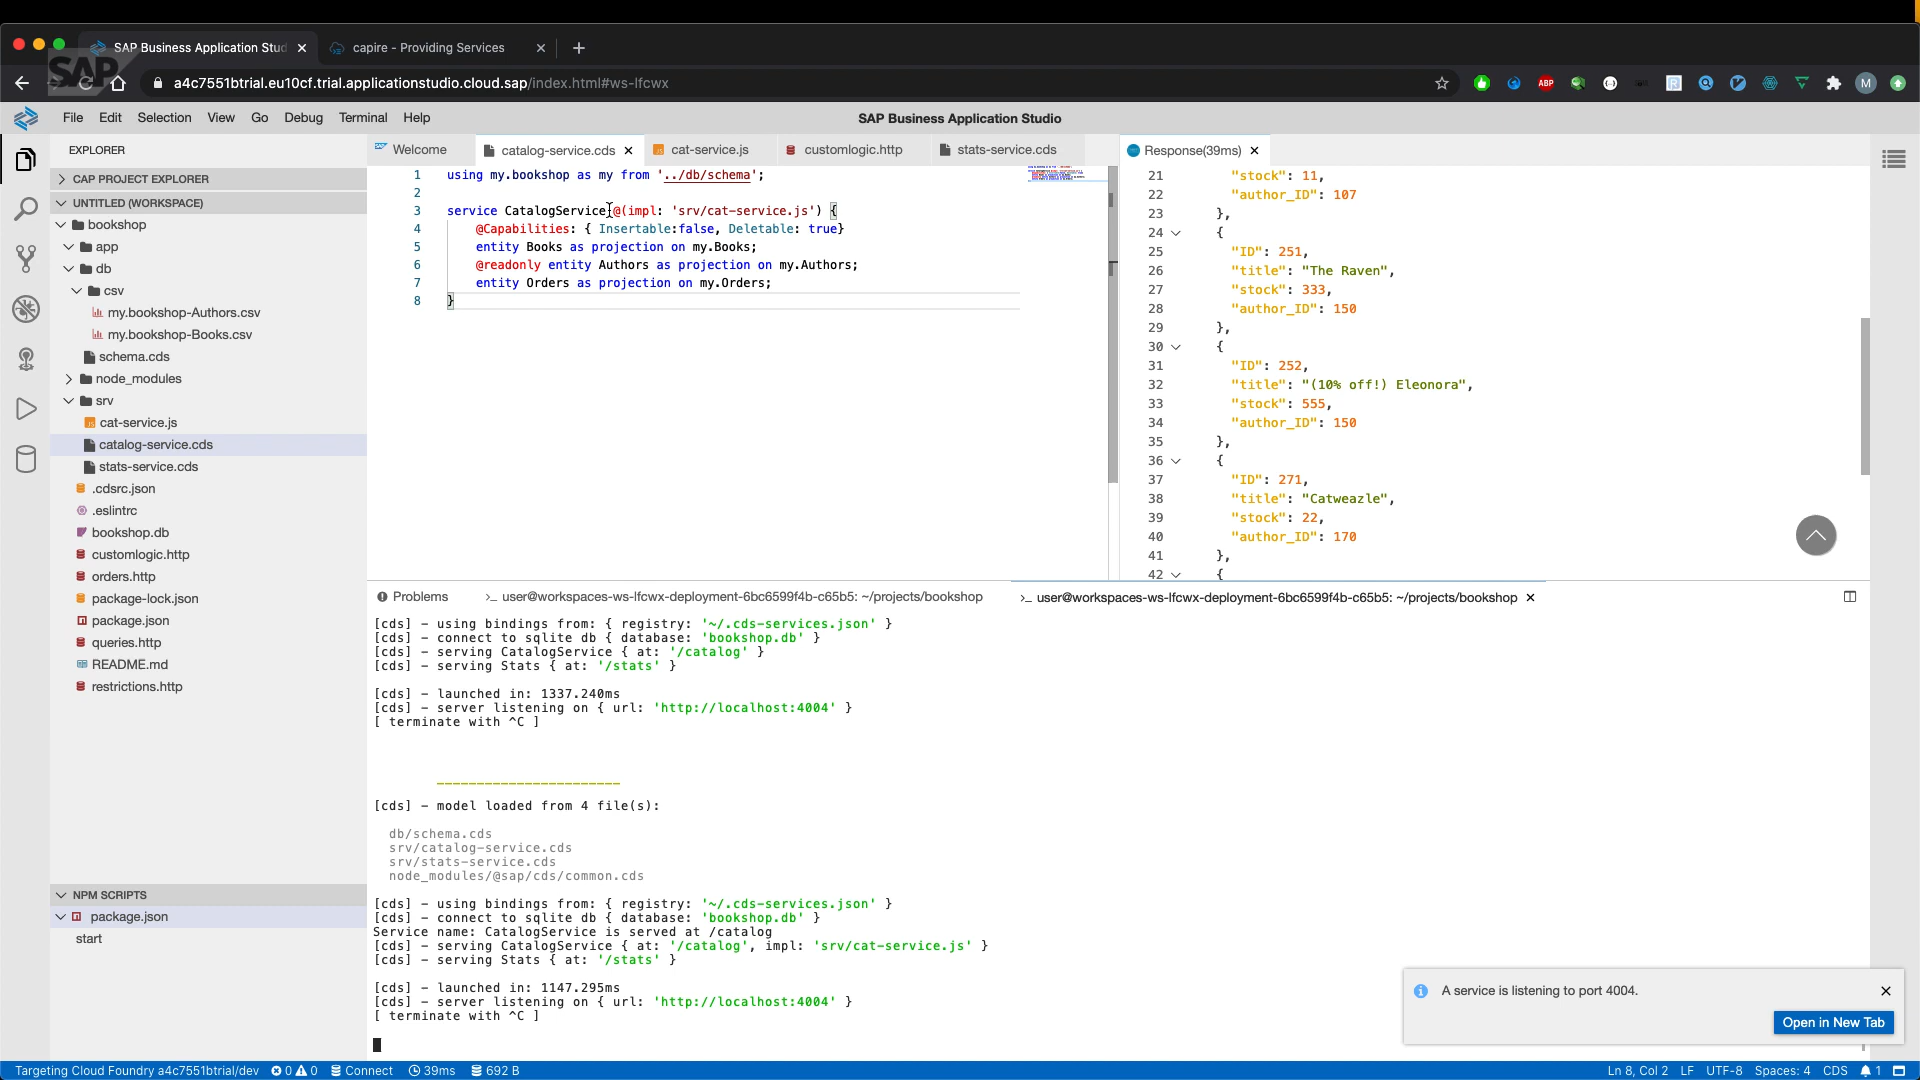 SAP Business Application Stud
capire - Providing Services
SAP
a4c7551btrial.eu10cf.trial.applicationstudio.cloud.sap/index.html#ws-lfcwx
ABP
M
File Edit Selection View Go Debug Terminal Help
SAP Business Application Studio
EXPLORER
CAP PROJECT EXPLORER
UNTITLED (WORKSPACE)
bookshop
app
db
csv
my.bookshop-Authors.csv
my.bookshop-Books.csv
schema.cds
node_modules
srv
cat-service.js
catalog-service.cds
stats-service.cds
.cdsrc.json
.eslintrc
bookshop.db
customlogic.http
orders.http
package-lock.json
package.json
queries.http
README.md
restrictions.http
NPM SCRIPTS
package.json
start
Welcome
catalog-service.cds
cat-service.js
customlogic.http
stats-service.cds
1 using my.bookshop as my from '../db/schema';
2
3 service CatalogService @(impl: 'srv/cat-service.js') {
4 @Capabilities: { Insertable:false, Deletable: true}
5 entity Books as projection on my.Books;
6 @readonly entity Authors as projection on my.Authors;
7 entity Orders as projection on my.Orders;
8 }
Response(39ms)
21 "stock": 11,
22 "author_ID": 107
23 },
24 {
25 "ID": 251,
26 "title": "The Raven",
27 "stock": 333,
28 "author_ID": 150
29 },
30 {
31 "ID": 252,
32 "title": "(10% off!) Eleonora",
33 "stock": 555,
34 "author_ID": 150
35 },
36 {
37 "ID": 271,
38 "title": "Catweazle",
39 "stock": 22,
40 "author_ID": 170
41 },
42 {
Problems
>_ user@workspaces-ws-lfcwx-deployment-6bc6599f4b-c65b5: ~/projects/bookshop
>_ user@workspaces-ws-lfcwx-deployment-6bc6599f4b-c65b5: ~/projects/bookshop
[cds] - using bindings from: { registry: '~/.cds-services.json' }
[cds] - connect to sqlite db { database: 'bookshop.db' }
[cds] - serving CatalogService { at: '/catalog' }
[cds] - serving Stats { at: '/stats' }
[cds] - launched in: 1337.240ms
[cds] - server listening on { url: 'http://localhost:4004' }
[ terminate with ^C ]
[cds] - model loaded from 4 file(s):
db/schema.cds
srv/catalog-service.cds
srv/stats-service.cds
node_modules/@sap/cds/common.cds
[cds] - using bindings from: { registry: '~/.cds-services.json' }
[cds] - connect to sqlite db { database: 'bookshop.db' }
Service name: CatalogService is served at /catalog
[cds] - serving CatalogService { at: '/catalog', impl: 'srv/cat-service.js' }
[cds] - serving Stats { at: '/stats' }
[cds] - launched in: 1147.295ms
[cds] - server listening on { url: 'http://localhost:4004' }
[ terminate with ^C ]
A service is listening to port 4004.
Open in New Tab
Targeting Cloud Foundry a4c7551btrial/dev 0 0 Connect 39ms 692 B
Ln 8, Col 2 LF UTF-8 Spaces: 4 CDS 1